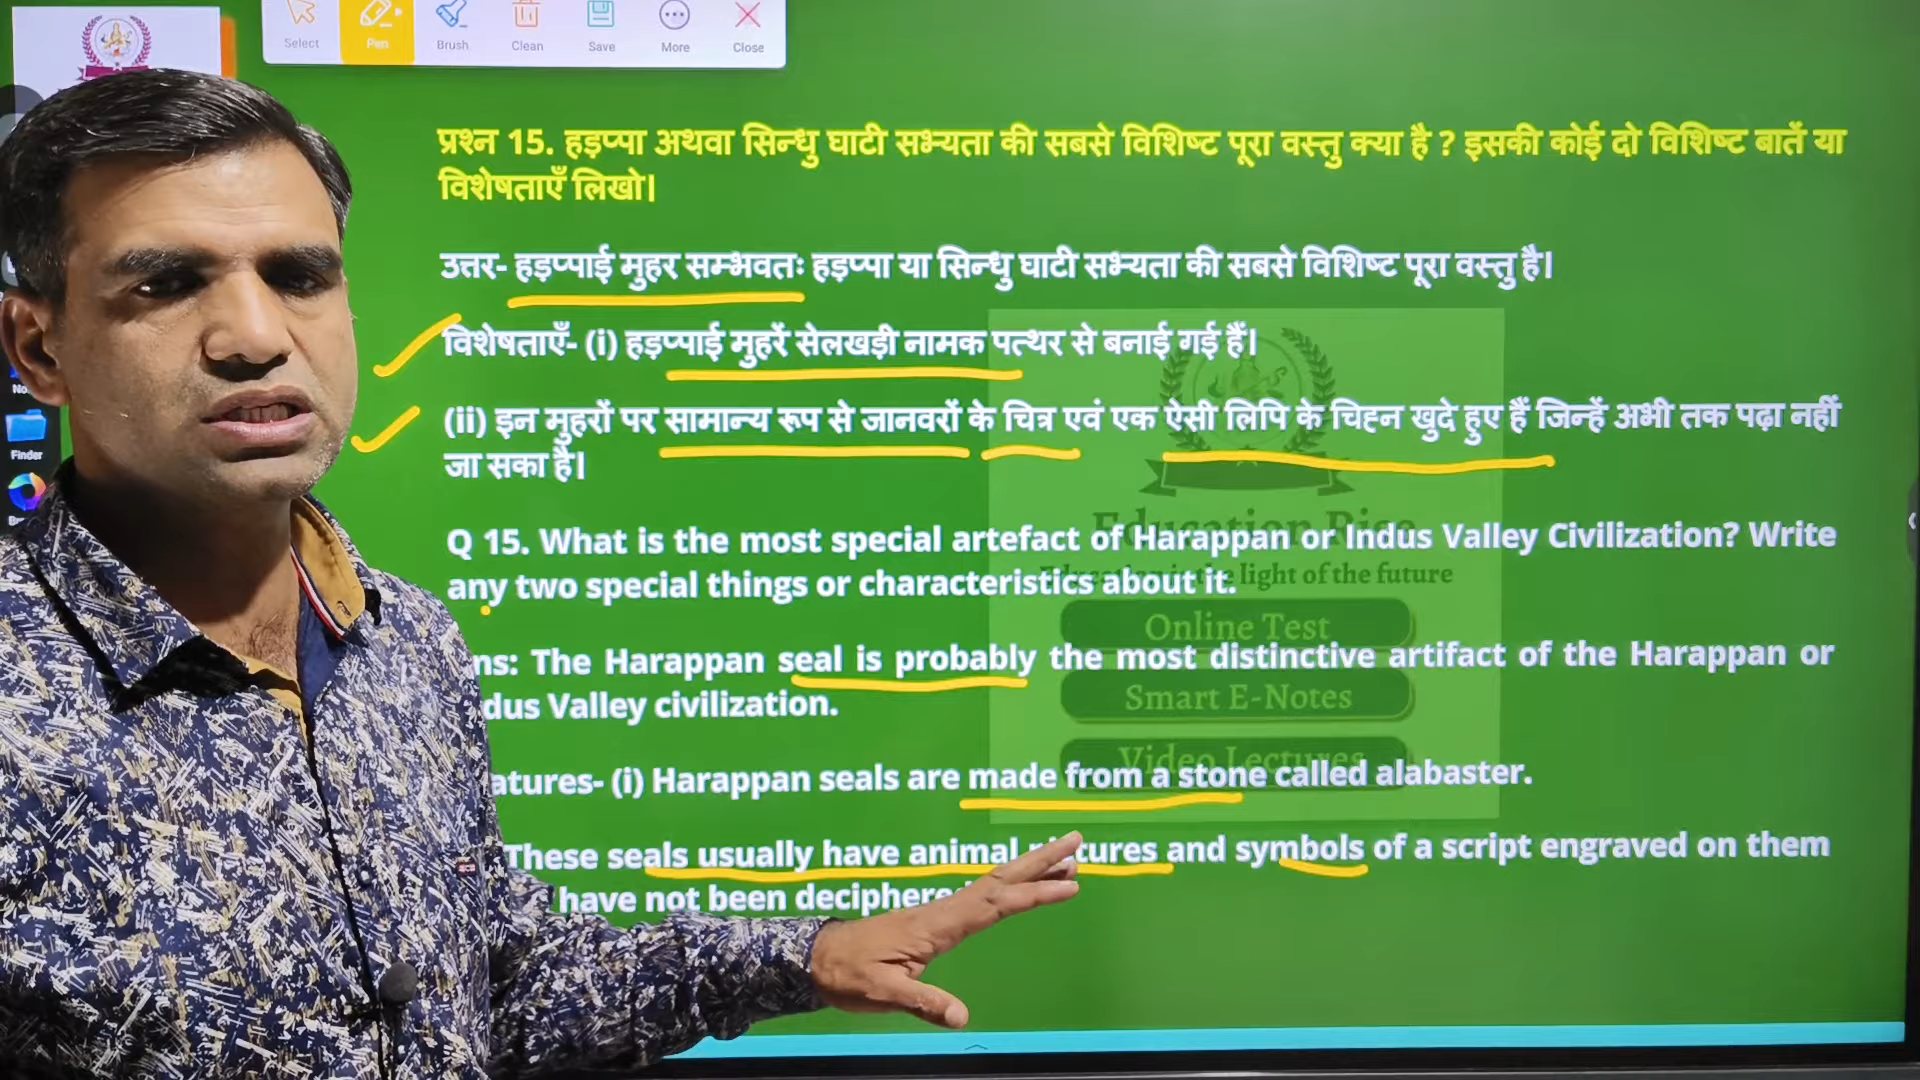 Select Pen Brush Clean Save More Close
प्रश्न 15. हड़प्पा अथवा सिन्धु घाटी सभ्यता की सबसे विशिष्ट पूरा वस्तु क्या है ? इसकी कोई दो विशिष्ट बातें या
विशेषताएँ लिखो।
उत्तर- हड़प्पाई मुहर सम्भवतः हड़प्पा या सिन्धु घाटी सभ्यता की सबसे विशिष्ट पूरा वस्तु है।
विशेषताएँ- (i) हड़प्पाई मुहरें सेलखड़ी नामक पत्थर से बनाई गई हैं।
(ii) इन मुहरों पर सामान्य रूप से जानवरों के चित्र एवं एक ऐसी लिपि के चिह्न खुदे हुए हैं जिन्हें अभी तक पढ़ा नहीं
जा सका है।
Finder
Q 15. What is the most special artefact of Harappan or Indus Valley Civilization? Write
any two special things or characteristics about it.
ns: The Harappan seal is probably the most distinctive artifact of the Harappan or
dus Valley civilization.
atures- (i) Harappan seals are made from a stone called alabaster.
These seals usually have animal pictures and symbols of a script engraved on them
have not been deciphere
light of the future
Online Test
Smart E-Notes
Video Lectures